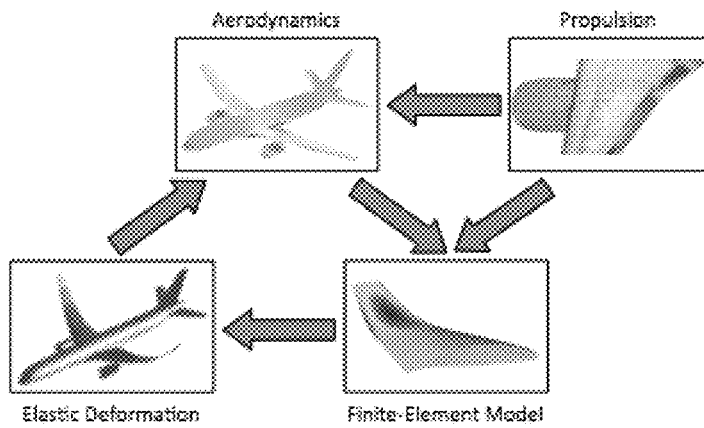 Aerodynamics
Propulsion
Elastic Deformation
Finite-Element Model